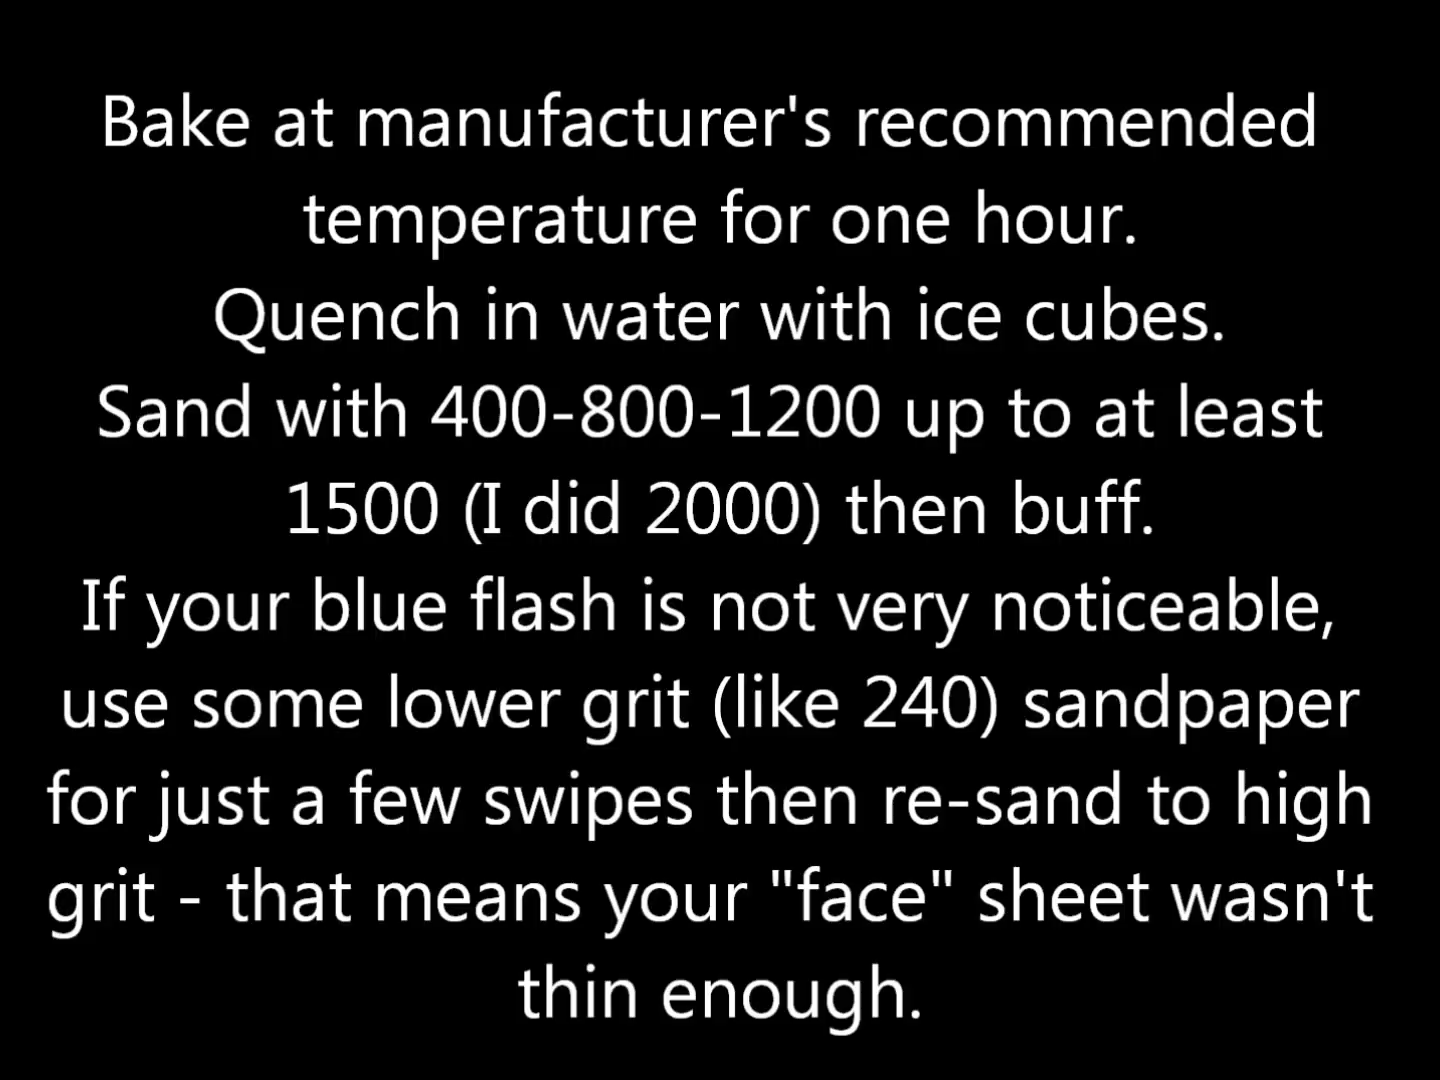 Bake at manufacturer's recommended
temperature for one hour.
Quench in water with ice cubes.
Sand with 400-800-1200 up to at least
1500 (I did 2000) then buff.
If your blue flash is not very noticeable,
use some lower grit (like 240) sandpaper
for just a few swipes then re-sand to high
grit - that means your "face" sheet wasn't
thin enough.